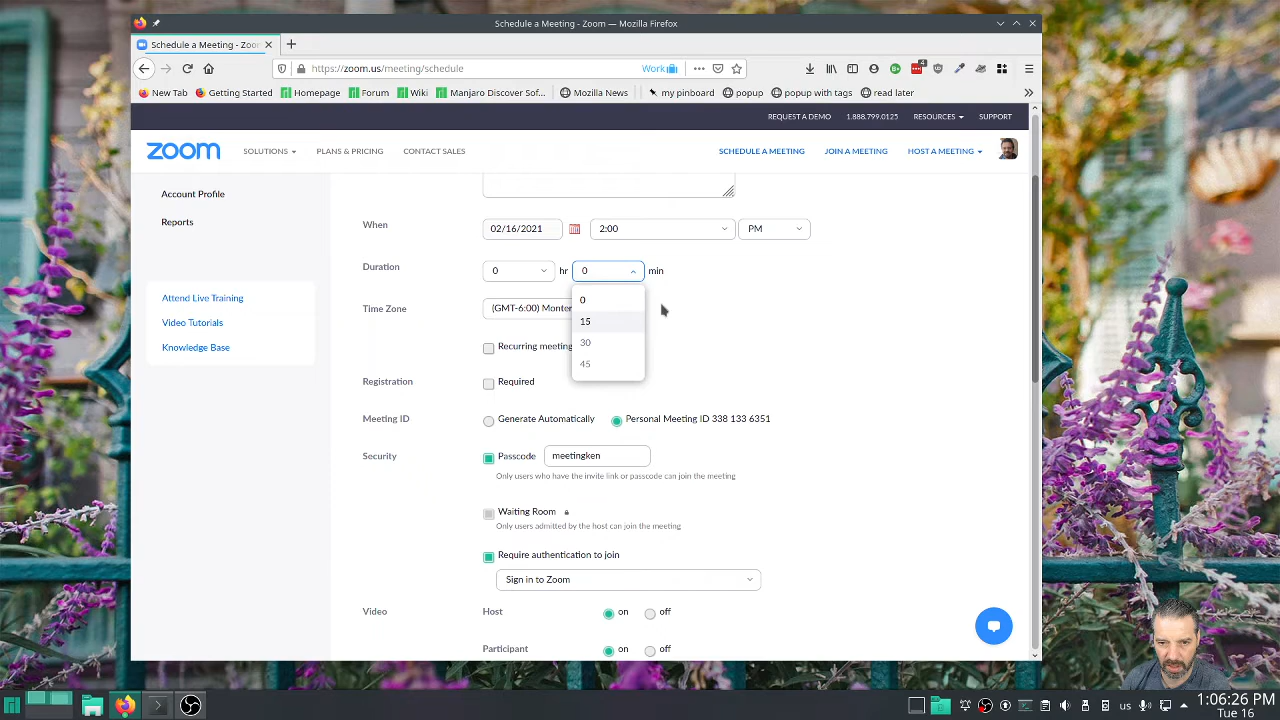 Schedule a Meeting - Zoom — Mozilla Firefox
Schedule a Meeting - Zoor
https://zoom.us/meeting/schedule
Work
4
New Tab
Getting Started
Homepage
Forum
Wiki
Manjaro Discover Sof...
Mozilla News
my pinboard
popup
popup with tags
read later
REQUEST A DEMO
1.888.799.0125
RESOURCES
SUPPORT
zoom
SOLUTIONS
PLANS & PRICING
CONTACT SALES
SCHEDULE A MEETING
JOIN A MEETING
HOST A MEETING
Account Profile
Reports
Attend Live Training
Video Tutorials
Knowledge Base
When
02/16/2021
2:00
PM
Duration
0
hr
0
min
0
15
30
45
Time Zone
(GMT-6:00) Monter
Recurring meeting
Registration
Required
Meeting ID
Generate Automatically
Personal Meeting ID 338 133 6351
Security
Passcode
meetingken
Only users who have the invite link or passcode can join the meeting
Waiting Room
Only users admitted by the host can join the meeting
Require authentication to join
Sign in to Zoom
Video
Host
on
off
Participant
on
off
us
1:06:26 PM
Tue 16